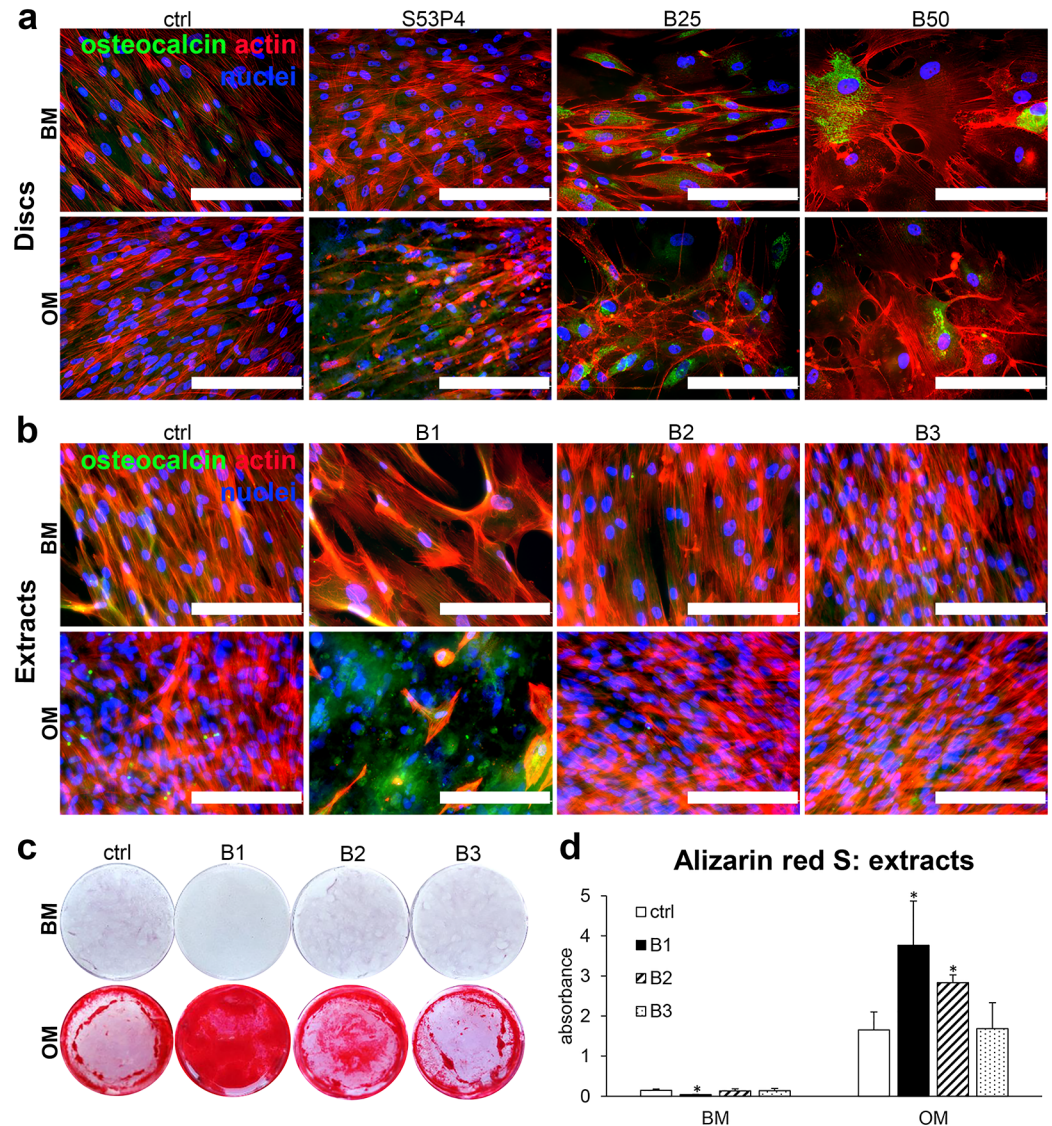 a
ctrl S53P4 B25 B50
osteocalcin actin
nuclei
BM
Discs
OM
b
ctrl B1 B2 B3
osteocalcin actin
nuclei
BM
Extracts
OM
c
ctrl B1 B2 B3
BM
OM
d
Alizarin red S: extracts
absorbance
5
4
3
2
1
0
ctrl
B1
B2
B3
*
*
*
BM OM